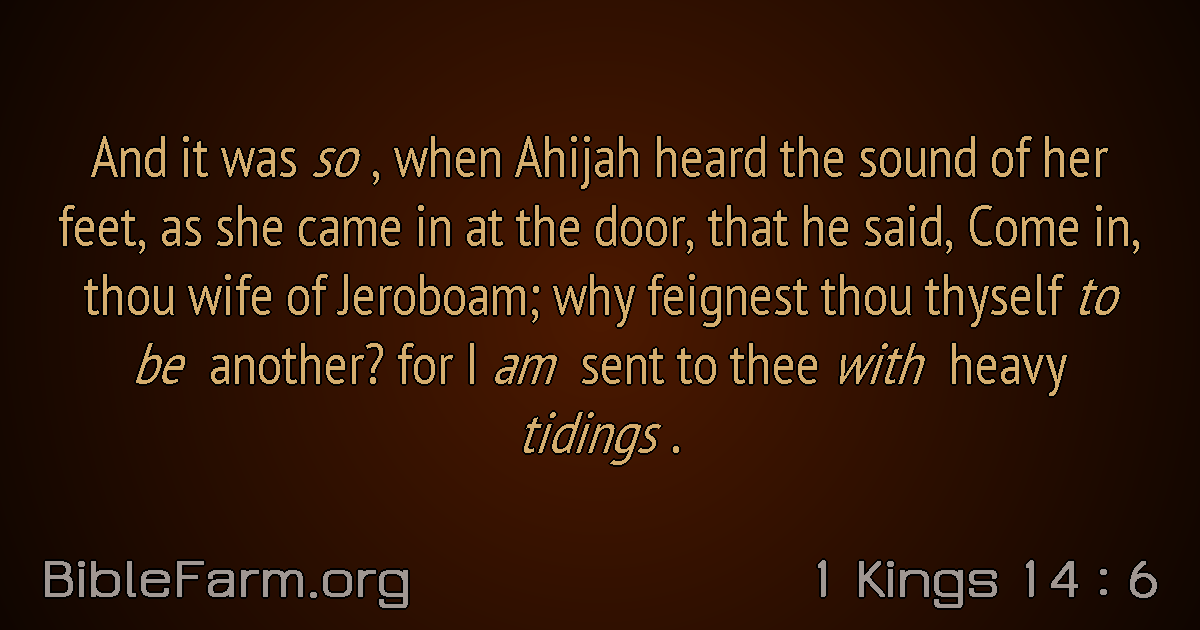 And it was so , when Ahijah heard the sound of her
feet, as she came in at the door, that he said, Come in,
thou wife of Jeroboam; why feignest thou thyself to
be another? for I am sent to thee with heavy
tidings .
BibleFarm.org
1 Kings 14 : 6